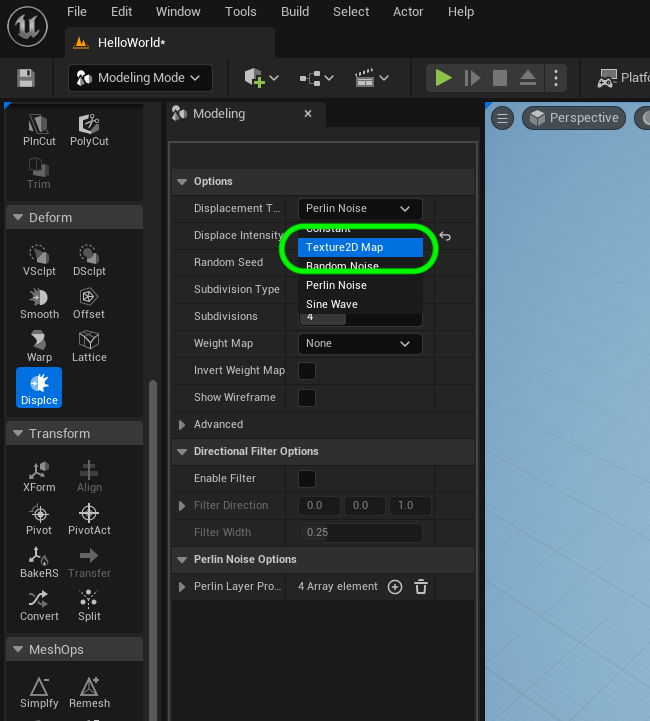 File Edit Window Tools Build Select Actor Help
HelloWorld*
Modeling Mode
Platfo
Modeling
Perspective
PlnCut PolyCut
Trim
Deform
VSclpt DSclpt
Smooth Offset
Warp Lattice
Displce
Transform
XForm Align
Pivot PivotAct
BakeRS Transfer
Convert Split
MeshOps
Simplfy Remesh
Options
Displacement T... Perlin Noise
Constant
Displace Intensity
Texture2D Map
Random Seed
Random Noise
Subdivision Type
Perlin Noise
Sine Wave
Subdivisions 4
Weight Map None
Invert Weight Map
Show Wireframe
Advanced
Directional Filter Options
Enable Filter
Filter Direction 0.0 0.0 1.0
Filter Width 0.25
Perlin Noise Options
Perlin Layer Pro... 4 Array element